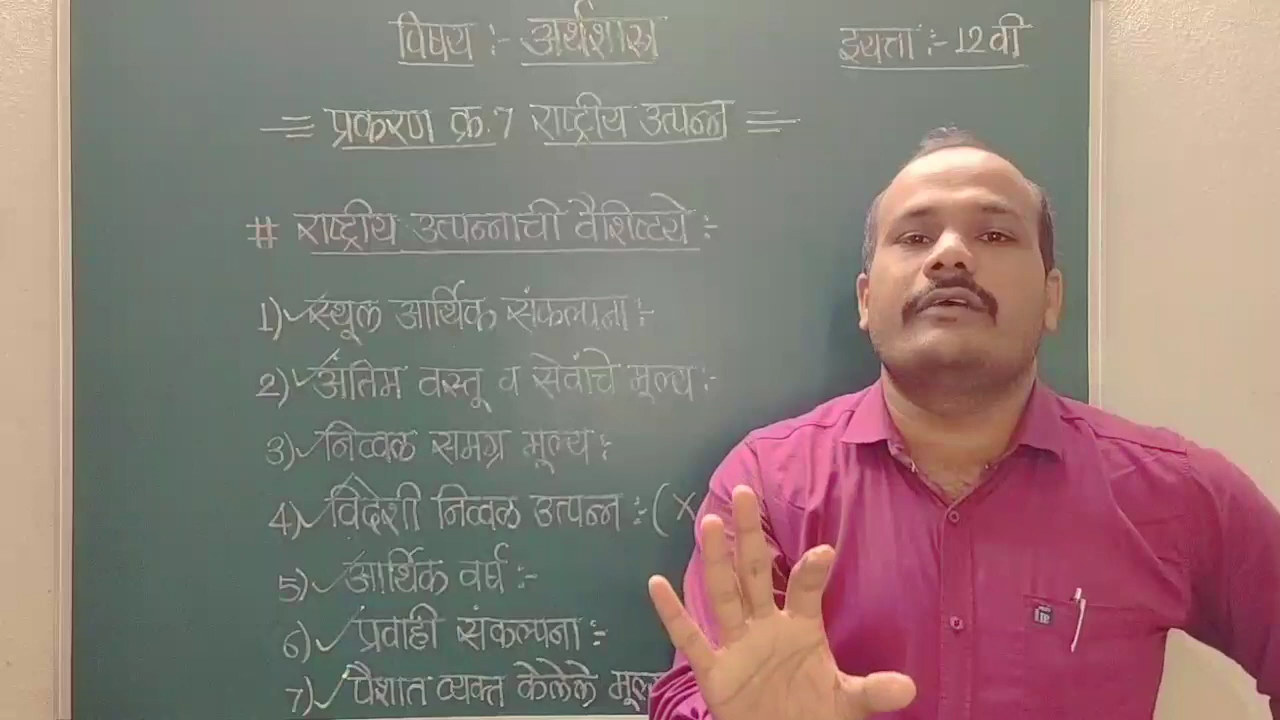 विषय :- अर्थशास्त्र
इयत्ता :- 12 वी
प्रकरण क्र. 7 राष्ट्रीय उत्पन्न
# राष्ट्रीय उत्पन्नाची वैशिष्ट्ये :-
1) ✓ स्थूल आर्थिक संकल्पना :-
2) ✓ अंतिम वस्तू व सेवांचे मूल्य :-
3) ✓ निव्वळ समग्र मूल्य :-
4) ✓ विदेशी निव्वळ उत्पन्न :- (X
5) ✓ आर्थिक वर्ष :-
6) ✓ प्रवाही संकल्पना :-
7) ✓ पैशात व्यक्त केलेले